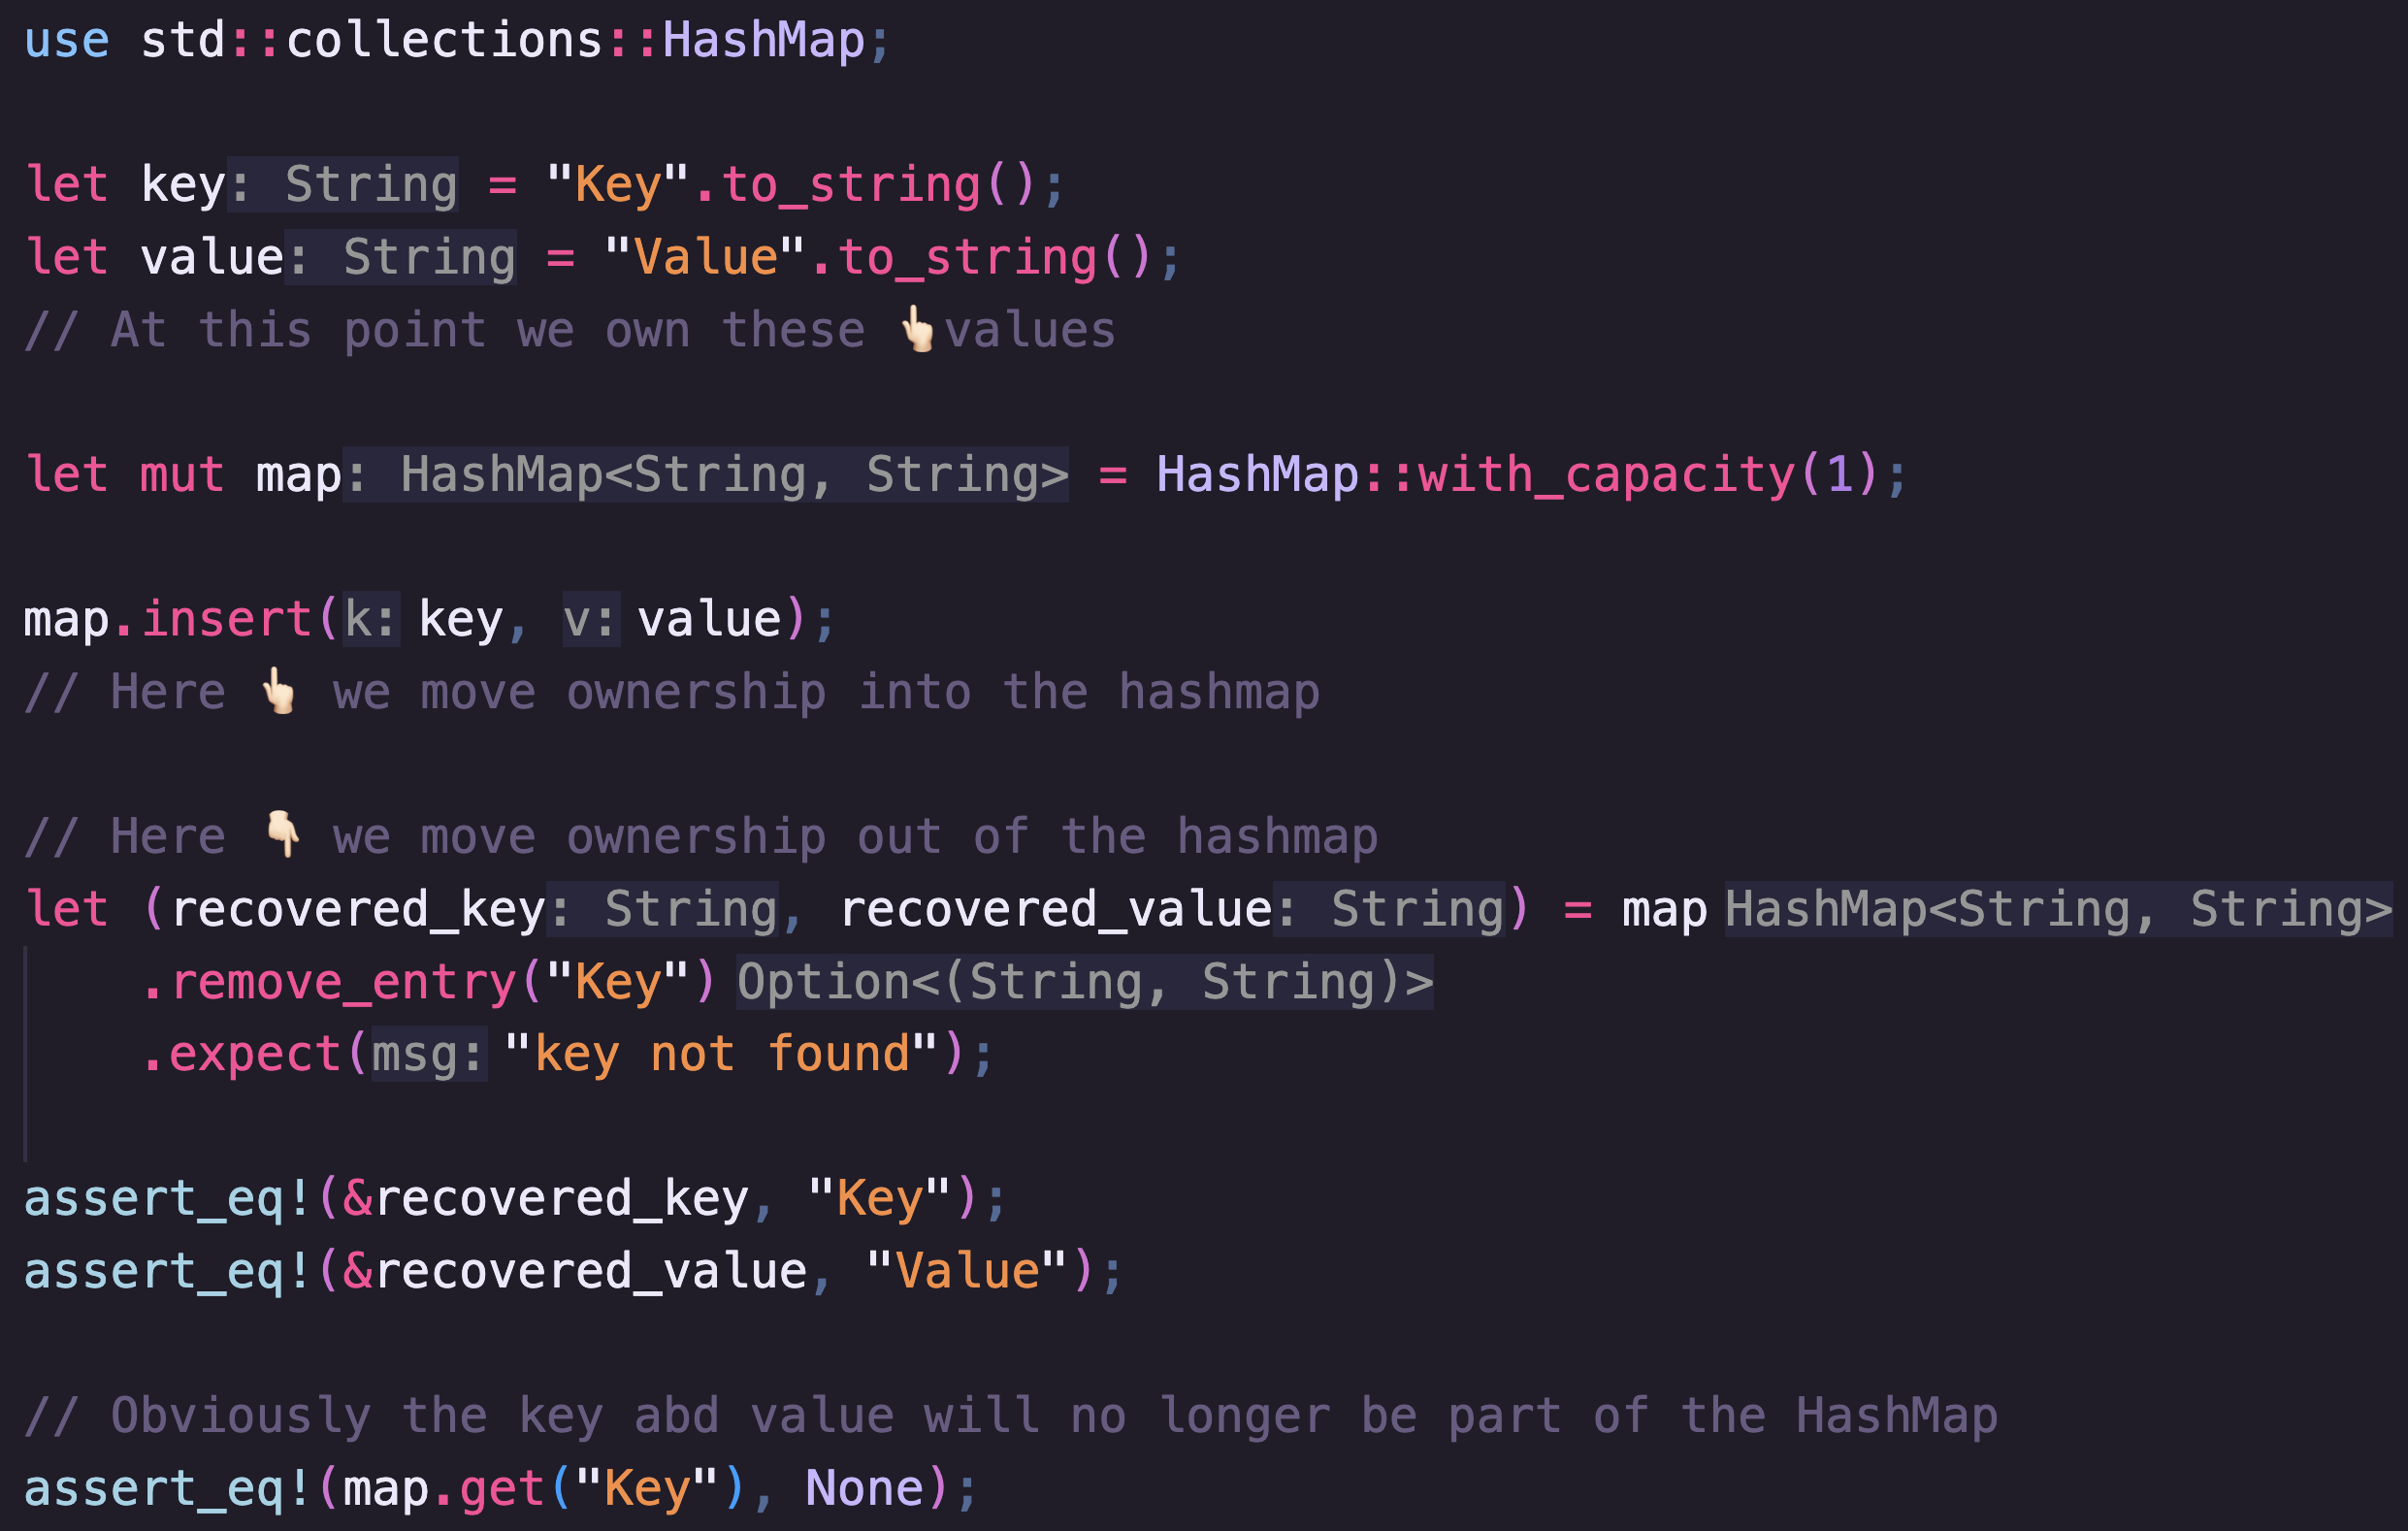 use std::collections::HashMap;
let key: String = "Key".to_string();
let value: String = "Value".to_string();
// At this point we own these 👆🏻values
let mut map: HashMap<String, String> = HashMap::with_capacity(1);
map.insert(k: key, v: value);
// Here 👆🏻 we move ownership into the hashmap
// Here 👇🏻 we move ownership out of the hashmap
let (recovered_key: String, recovered_value: String) = map HashMap<String, String>
.remove_entry("Key") Option<(String, String)>
.expect(msg: "key not found");
assert_eq!(&recovered_key, "Key");
assert_eq!(&recovered_value, "Value");
// Obviously the key abd value will no longer be part of the HashMap
assert_eq!(map.get("Key"), None);